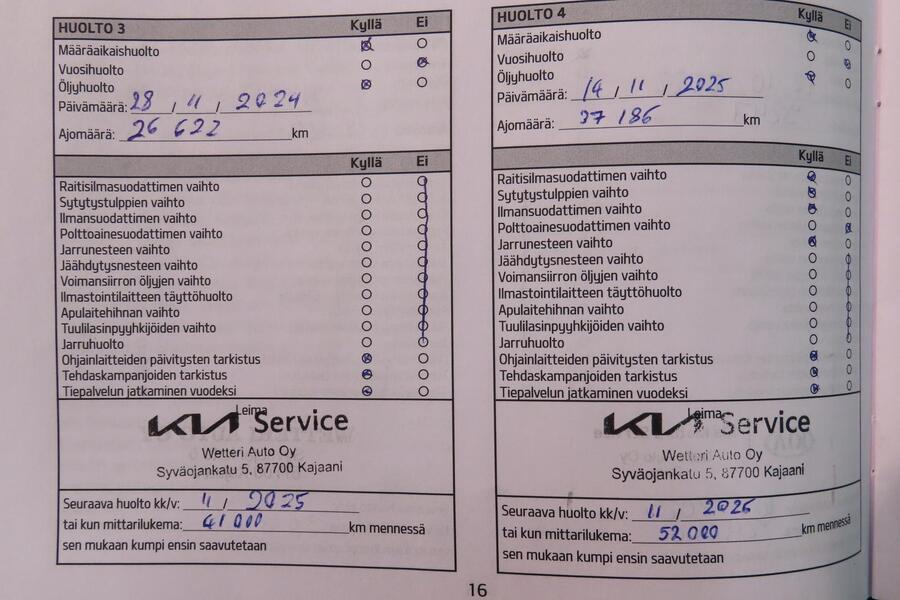 HUOLTO 3 Kyllä Ei
Määräaikaishuolto
Vuosihuolto
Öljyhuolto
Päivämäärä: 28 / 11 / 2024
Ajomäärä: 26 622 km
Kyllä Ei
Raitisilmasuodattimen vaihto
Sytytystulppien vaihto
Ilmansuodattimen vaihto
Polttoainesuodattimen vaihto
Jarrunesteen vaihto
Jäähdytysnesteen vaihto
Voimansiirron öljyjen vaihto
Ilmastointilaitteen täyttöhuolto
Apulaitehihnan vaihto
Tuulilasinpyyhkijöiden vaihto
Jarruhuolto
Ohjainlaitteiden päivitysten tarkistus
Tehdaskampanjoiden tarkistus
Tiepalvelun jatkaminen vuodeksi
Leima
KIA Service
Wetteri Auto Oy
Syväojankatu 5, 87700 Kajaani
Seuraava huolto kk/v: 11 / 2025
tai kun mittarilukema: 41 000 km mennessä
sen mukaan kumpi ensin saavutetaan
HUOLTO 4 Kyllä Ei
Määräaikaishuolto
Vuosihuolto
Öljyhuolto
Päivämäärä: 14 / 11 / 2025
Ajomäärä: 37 186 km
Kyllä Ei
Raitisilmasuodattimen vaihto
Sytytystulppien vaihto
Ilmansuodattimen vaihto
Polttoainesuodattimen vaihto
Jarrunesteen vaihto
Jäähdytysnesteen vaihto
Voimansiirron öljyjen vaihto
Ilmastointilaitteen täyttöhuolto
Apulaitehihnan vaihto
Tuulilasinpyyhkijöiden vaihto
Jarruhuolto
Ohjainlaitteiden päivitysten tarkistus
Tehdaskampanjoiden tarkistus
Tiepalvelun jatkaminen vuodeksi
Leima
KIA Service
Wetteri Auto Oy
Syväojankatu 5, 87700 Kajaani
Seuraava huolto kk/v: 11 / 2026
tai kun mittarilukema: 52 000 km mennessä
sen mukaan kumpi ensin saavutetaan
16